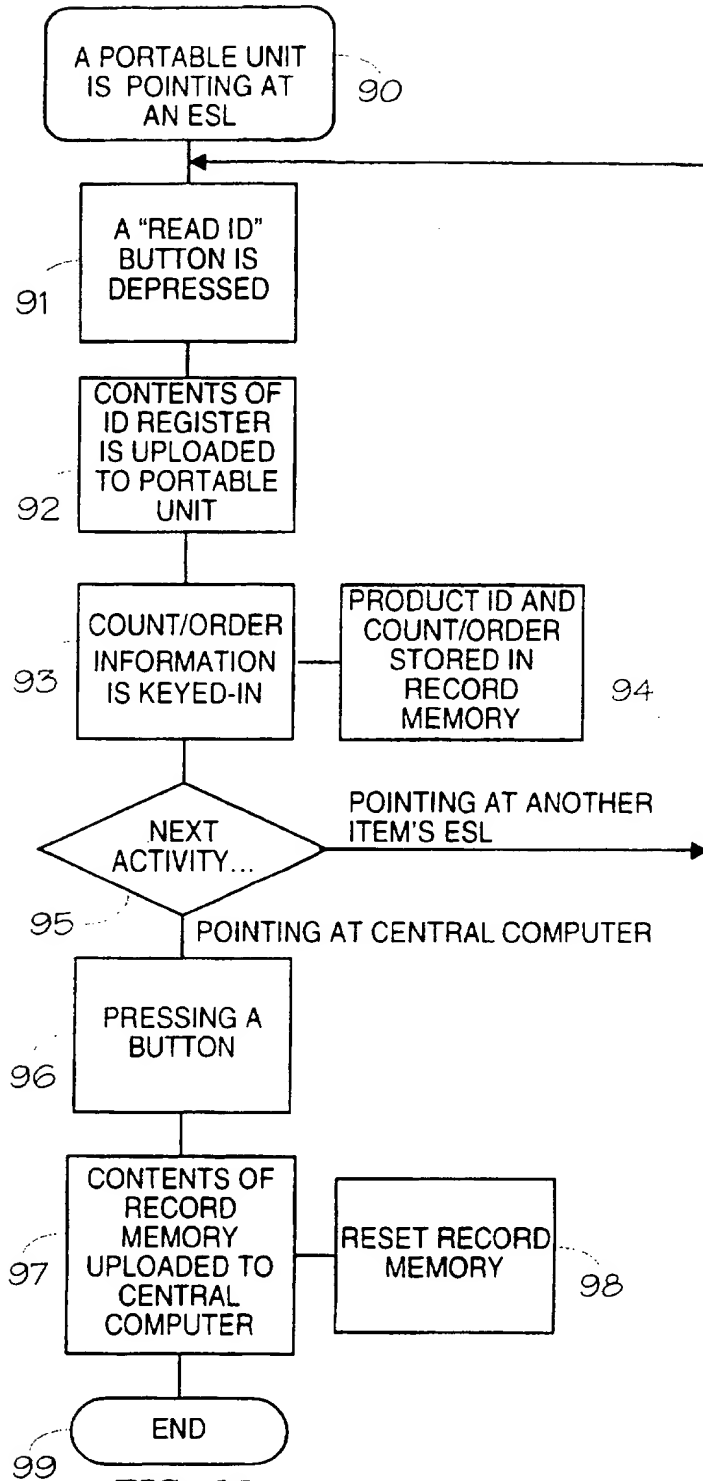 A PORTABLE UNIT
IS POINTING AT
AN ESL
90
A "READ ID"
BUTTON IS
DEPRESSED
91
CONTENTS OF
ID REGISTER
IS UPLOADED
TO PORTABLE
UNIT
92
COUNT/ORDER
INFORMATION
IS KEYED-IN
93
PRODUCT ID AND
COUNT/ORDER
STORED IN
RECORD
MEMORY
94
NEXT
ACTIVITY...
95
POINTING AT ANOTHER
ITEM'S ESL
POINTING AT CENTRAL COMPUTER
PRESSING A
BUTTON
96
CONTENTS OF
RECORD
MEMORY
UPLOADED TO
CENTRAL
COMPUTER
97
RESET RECORD
MEMORY
98
END
99